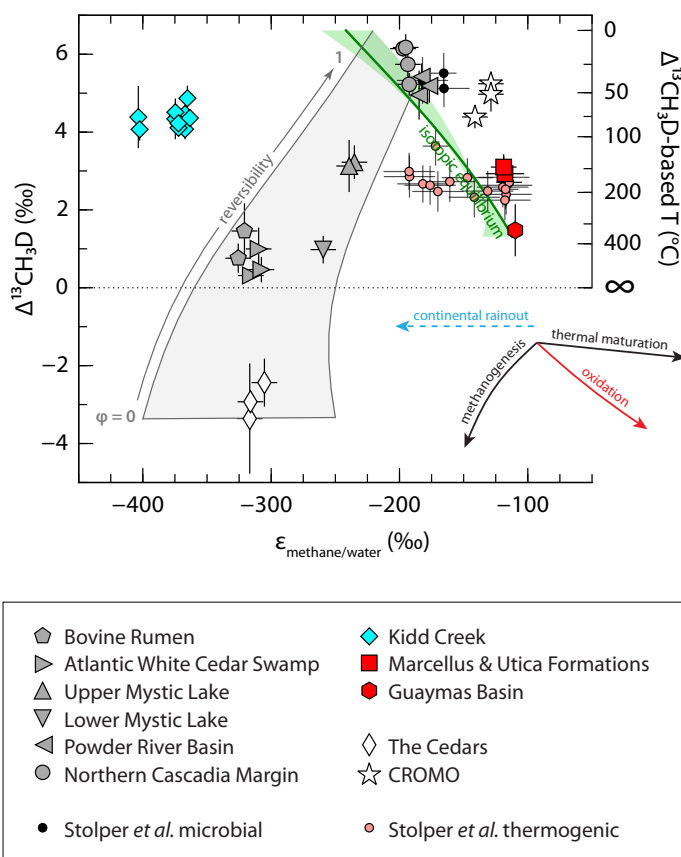 6
4
2
0
−2
−4
Δ¹³CH₃D (‰)
0
50
100
200
400
∞
Δ¹³CH₃D-based T (°C)
1
reversibility
φ = 0
isotopic equilibrium
continental rainout
thermal maturation
methanogenesis
oxidation
−400
−300
−200
−100
ε methane/water (‰)
Bovine Rumen
Atlantic White Cedar Swamp
Upper Mystic Lake
Lower Mystic Lake
Powder River Basin
Northern Cascadia Margin
Stolper et al. microbial
Kidd Creek
Marcellus & Utica Formations
Guaymas Basin
The Cedars
CROMO
Stolper et al. thermogenic